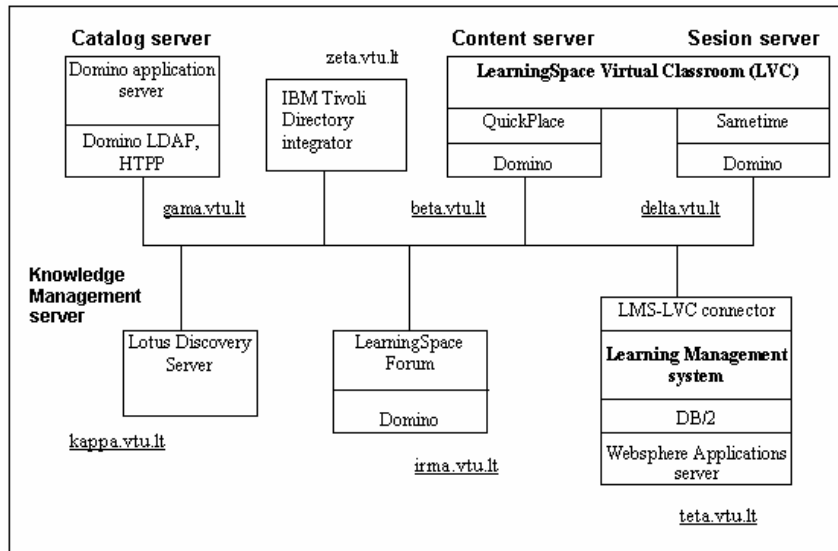 Catalog server
Domino application
server
Domino LDAP,
HTPP
gama.vtu.lt
zeta.vtu.lt
IBM Tivoli
Directory
integrator
Content server
Sesion server
LearningSpace Virtual Classroom (LVC)
QuickPlace
Domino
beta.vtu.lt
Sametime
Domino
delta.vtu.lt
Knowledge
Management
server
Lotus Discovery
Server
kappa.vtu.lt
LearningSpace
Forum
Domino
irma.vtu.lt
LMS-LVC connector
Learning Management
system
DB/2
Websphere Applications
server
teta.vtu.lt